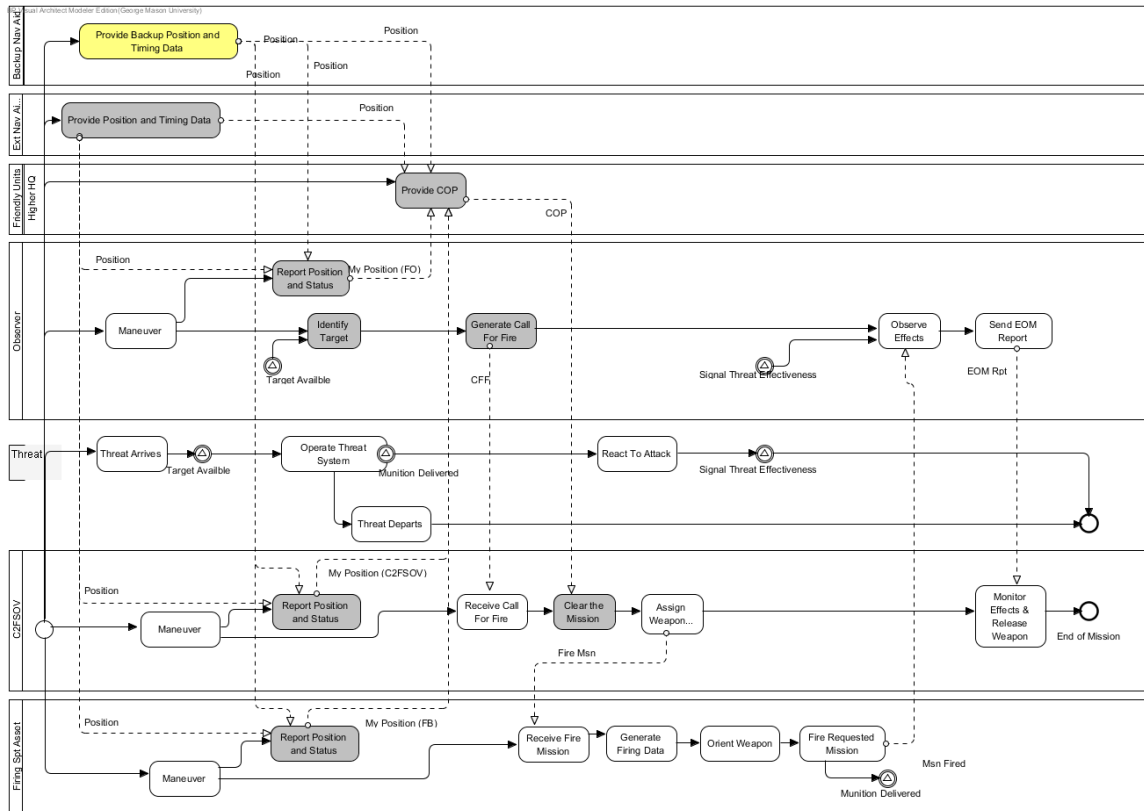 Visual Architect Modeler Edition(George Mason University)
Backup Nav Aid
Provide Backup Position and
Timing Data
Position
Position
Position
Position
Ext Nav Ai...
Provide Position and Timing Data
Position
Friendly Units
Higher HQ
Provide COP
COP
Observer
Position
Report Position
and Status
My Position (FO)
Maneuver
Identify
Target
Generate Call
For Fire
Observe
Effects
Send EOM
Report
Target Availble
CFF
Signal Threat Effectiveness
EOM Rpt
Threat
Threat Arrives
Target Availble
Operate Threat
System
Munition Delivered
React To Attack
Signal Threat Effectiveness
Threat Departs
C2FSOV
My Position (C2FSOV)
Position
Report Position
and Status
Maneuver
Receive Call
For Fire
Clear the
Mission
Assign
Weapon...
Monitor
Effects &
Release
Weapon
End of Mission
Fire Msn
Firing Spt Asset
Position
Report Position
and Status
My Position (FB)
Maneuver
Receive Fire
Mission
Generate
Firing Data
Orient Weapon
Fire Requested
Mission
Msn Fired
Munition Delivered